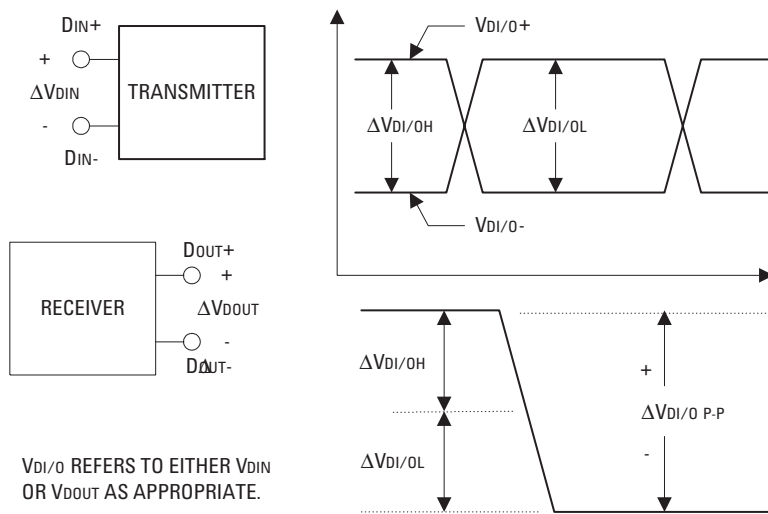 DIN+
+
ΔVDIN
-
DIN-
TRANSMITTER
VDI/O+
ΔVDI/OH
ΔVDI/OL
VDI/O-
DOUT+
+
RECEIVER
ΔVDOUT
-
ΔVDI/OH
+
ΔVDI/O P-P
-
ΔVDI/OL
VDI/O REFERS TO EITHER VDIN
OR VDOUT AS APPROPRIATE.